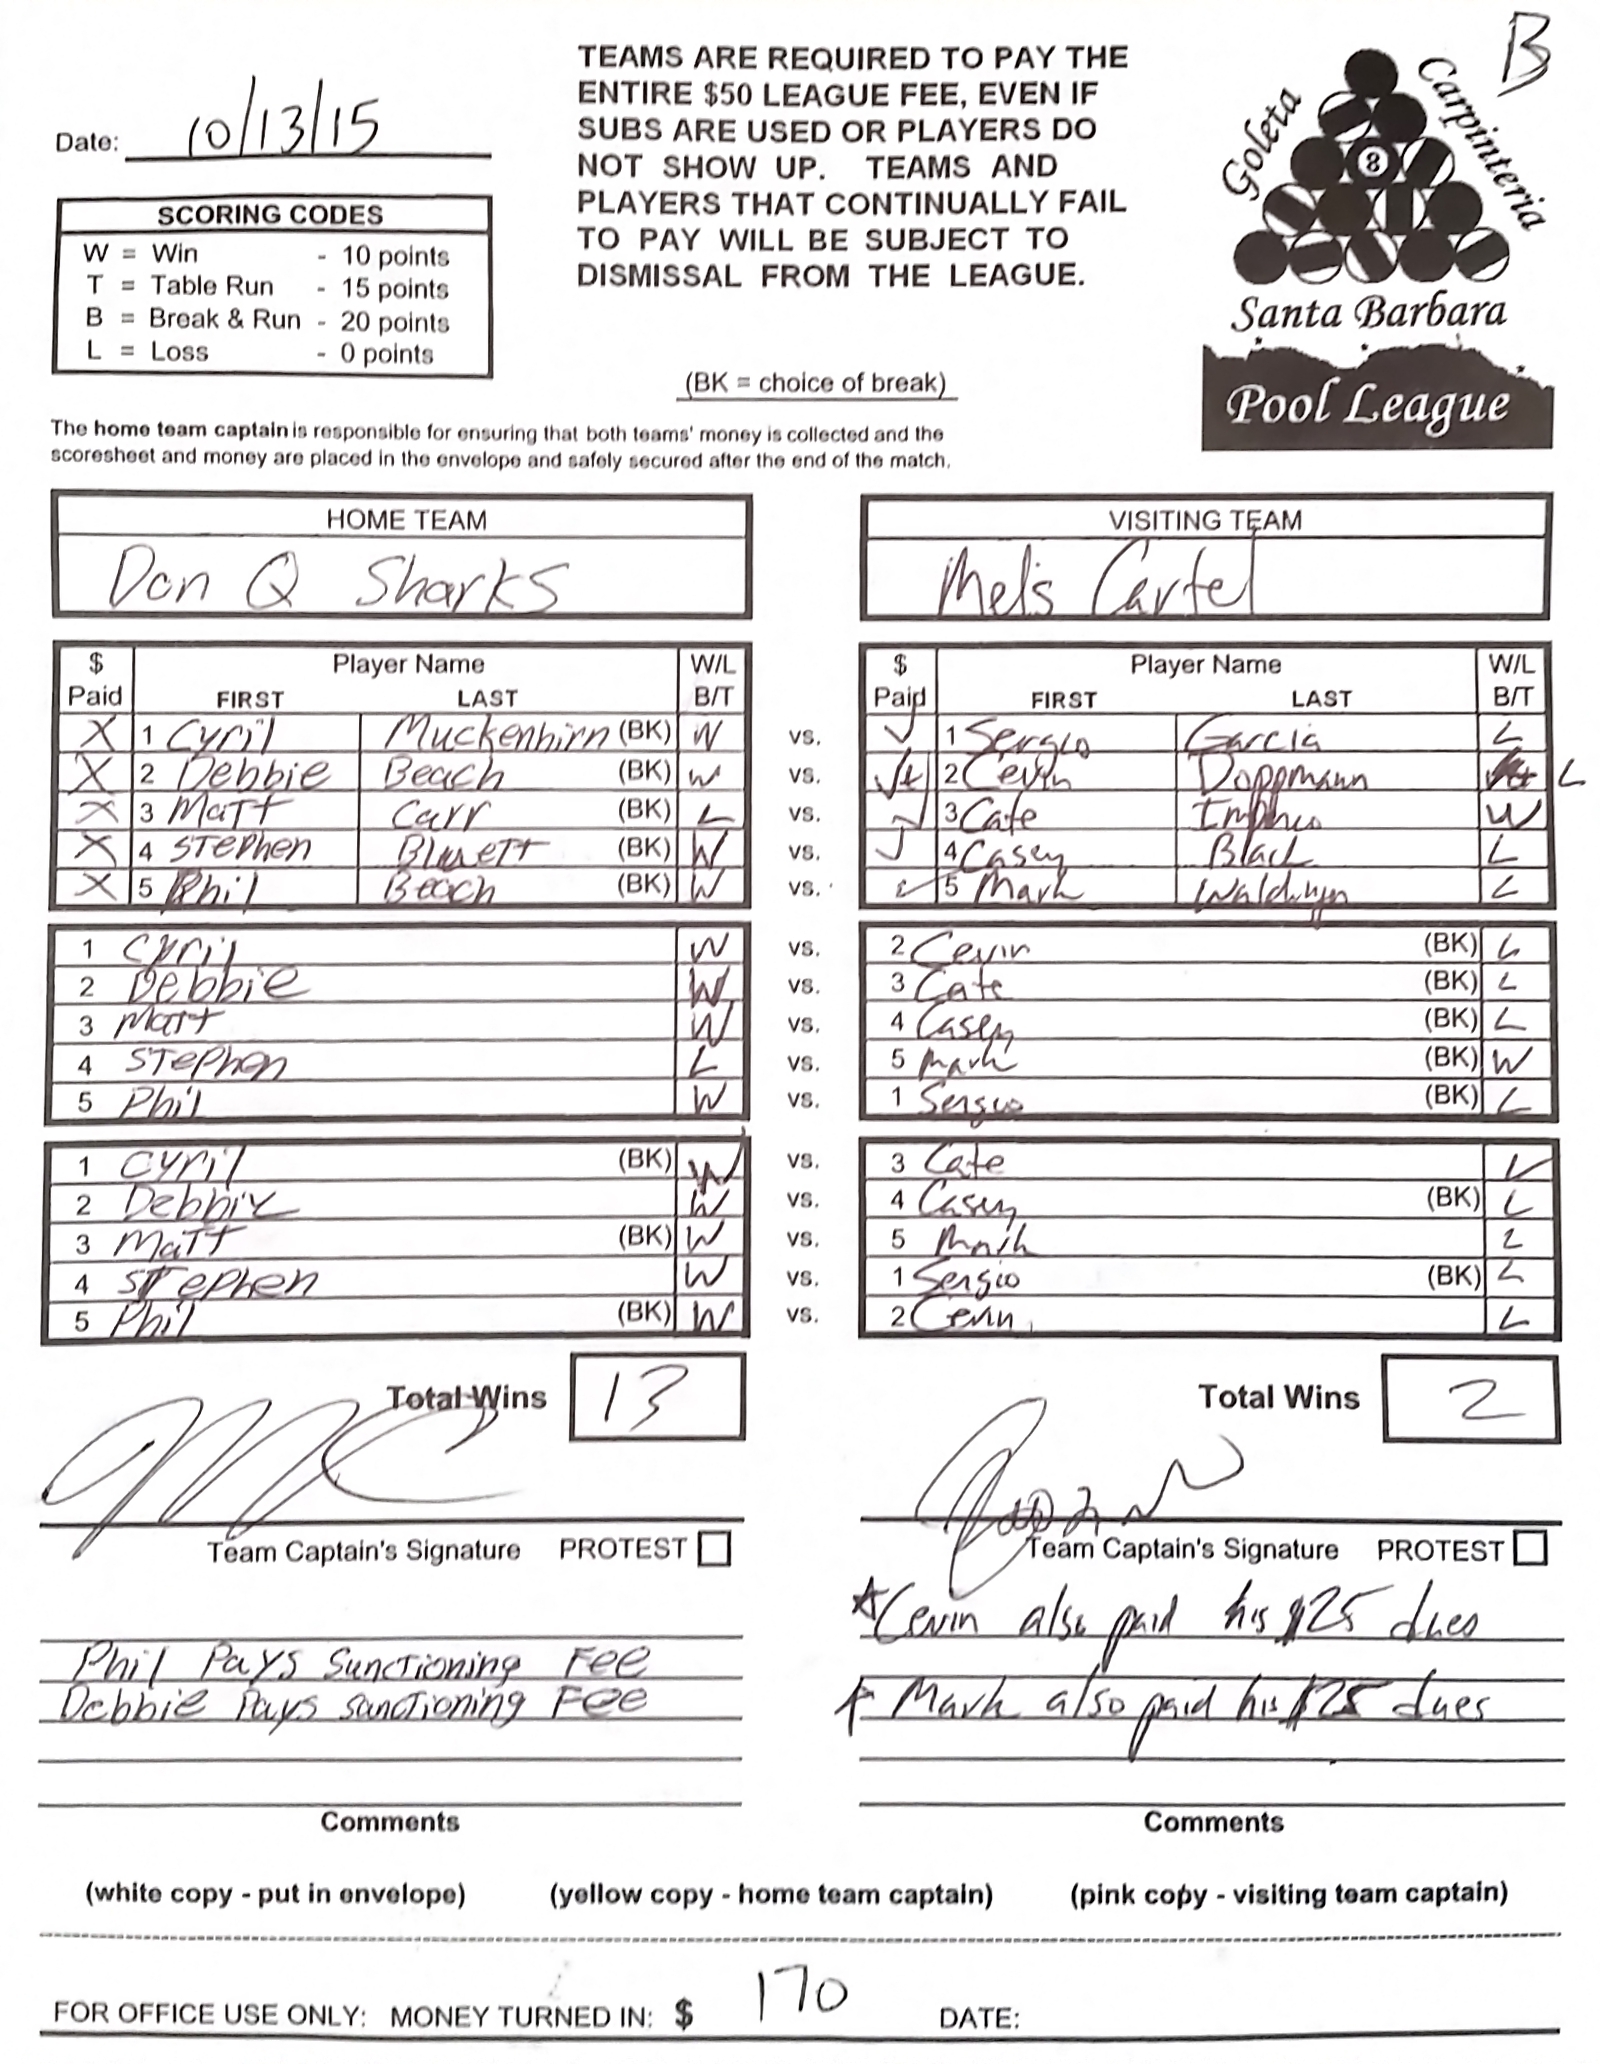 B
Date: 10/13/15
TEAMS ARE REQUIRED TO PAY THE
ENTIRE $50 LEAGUE FEE, EVEN IF
SUBS ARE USED OR PLAYERS DO
NOT SHOW UP. TEAMS AND
PLAYERS THAT CONTINUALLY FAIL
TO PAY WILL BE SUBJECT TO
DISMISSAL FROM THE LEAGUE.
Goleta
Carpinteria
8
Santa Barbara
Pool League
SCORING CODES
W = Win - 10 points
T = Table Run - 15 points
B = Break & Run - 20 points
L = Loss - 0 points
(BK = choice of break)
The home team captain is responsible for ensuring that both teams' money is collected and the
scoresheet and money are placed in the envelope and safely secured after the end of the match.
HOME TEAM VISITING TEAM
Don Q Sharks Mel's Cartel
$ Player Name W/L $ Player Name W/L
Paid FIRST LAST B/T Paid FIRST LAST B/T
X 1 Cyril Muckenhirn (BK) W vs. ✓ 1 Sergio Garcia L
X 2 Debbie Beach (BK) W vs. ✓+ 2 Cevin Doppmann L
X 3 Matt Carr (BK) L vs. ✓ 3 Cate W
X 4 Stephen (BK) W vs. ✓ 4 Casey Black L
X 5 Phil Beach (BK) W vs. ✓ 5 Mark L
1 Cyril W vs. 2 Cevin (BK) L
2 Debbie W vs. 3 Cate (BK) L
3 Matt W vs. 4 Casey (BK) L
4 Stephen L vs. 5 Mark (BK) W
5 Phil W vs. 1 Sergio (BK) L
1 Cyril (BK) W vs. 3 Cate L
2 Debbie W vs. 4 Casey (BK) L
3 Matt (BK) W vs. 5 Mark L
4 Stephen W vs. 1 Sergio (BK) L
5 Phil (BK) W vs. 2 Cevin L
Total Wins 13 Total Wins 2
Team Captain's Signature PROTEST Team Captain's Signature PROTEST
Phil Pays Sanctioning Fee
Debbie Pays Sanctioning Fee
Comments
*Cevin also paid his $25 dues
* Mark also paid his $25 dues
Comments
(white copy - put in envelope) (yellow copy - home team captain) (pink copy - visiting team captain)
FOR OFFICE USE ONLY: MONEY TURNED IN: $ 170 DATE: